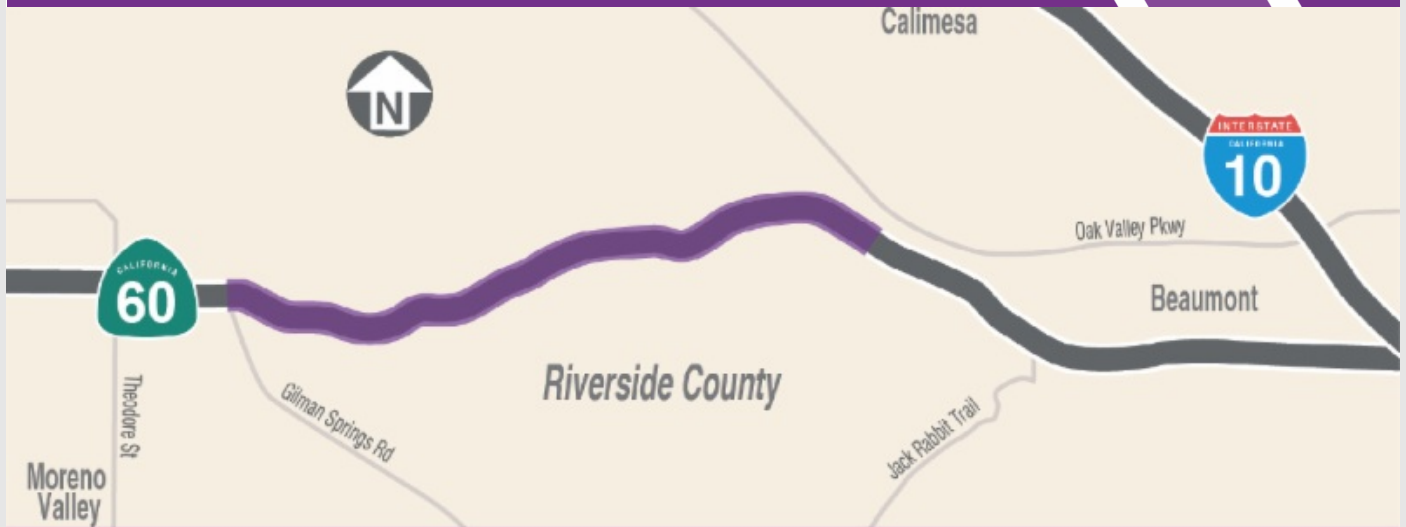 Calimesa
N
INTERSTATE
CALIFORNIA
10
Oak Valley Pkwy
CALIFORNIA
60
Beaumont
Riverside County
Theodore St
Gilman Springs Rd
Jack Rabbit Trail
Moreno
Valley